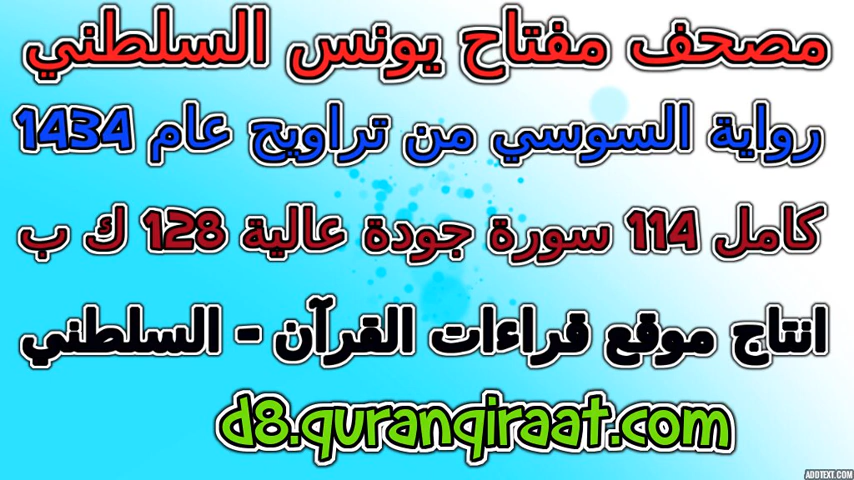 مصحف مفتاح يونس السلطني
رواية السوسي من تراويح عام 1434
كامل 114 سورة جودة عالية 128 ك ب
انتاج موقع قراءات القرآن - السلطني
d8.quranqiraat.com
ADDTEXT.COM